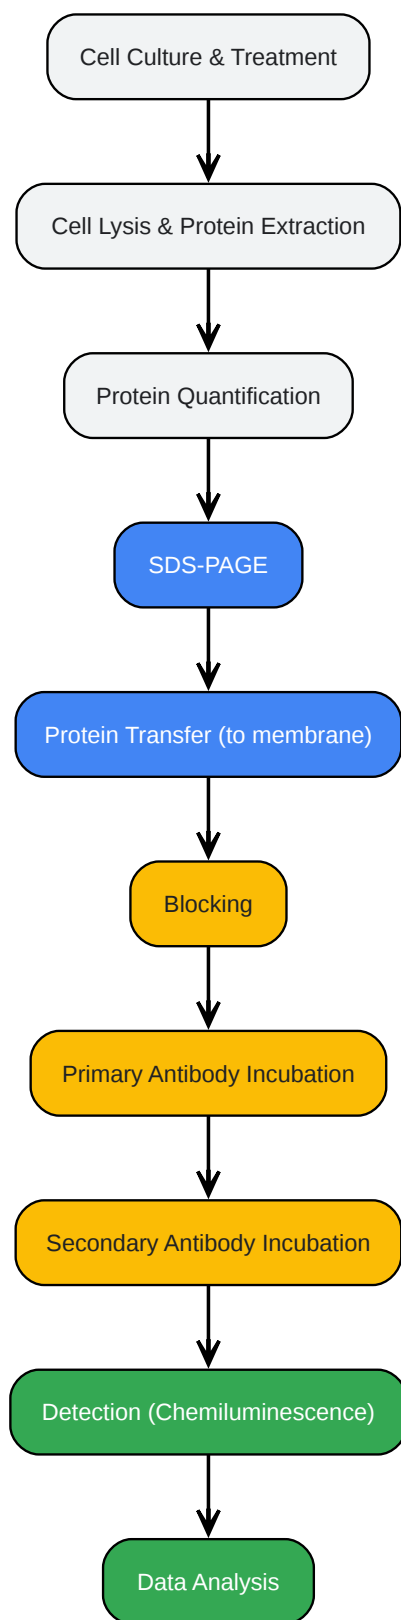 Cell Culture & Treatment
Cell Lysis & Protein Extraction
Protein Quantification
SDS-PAGE
Protein Transfer (to membrane)
Blocking
Primary Antibody Incubation
Secondary Antibody Incubation
Detection (Chemiluminescence)
Data Analysis